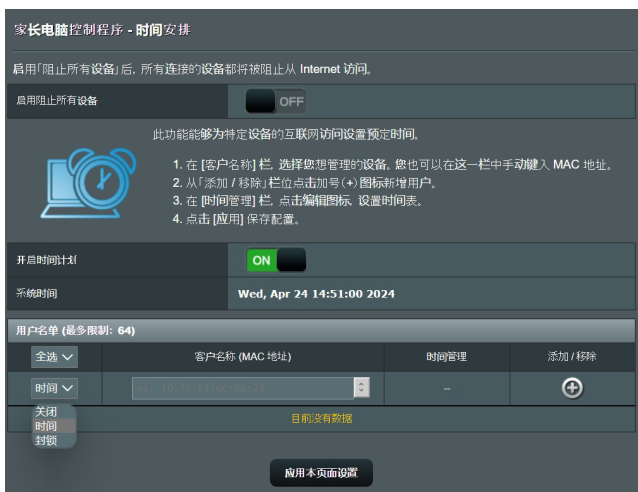 家长电脑控制程序 - 时间安排
启用「阻止所有设备」后，所有连接的设备都将被阻止从 Internet 访问。
启用阻止所有设备 OFF
此功能能够为特定设备的互联网访问设置预定时间。
1. 在 [客户名称] 栏，选择您想管理的设备。您也可以在这一栏中手动键入 MAC 地址。
2. 从「添加 / 移除」栏位点击加号（+）图标新增用户。
3. 在 [时间管理] 栏，点击编辑图标，设置时间表。
4. 点击 [应用] 保存配置。
开启时间计划 ON
系统时间 Wed, Apr 24 14:51:00 2024
用户名单 (最多限制: 64)
全选 客户名称 (MAC 地址) 时间管理 添加 / 移除
时间 ex: –
关闭
时间
封锁
目前没有数据
应用本页面设置